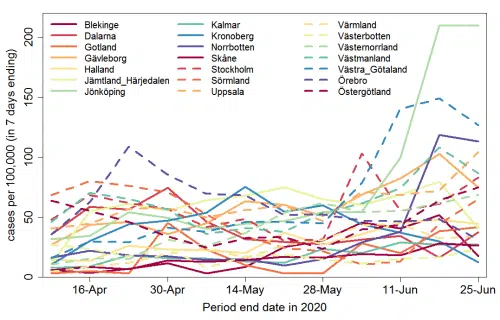 220
200
150
100
50
0
cases per 100,000 (in 7 days ending)
Blekinge
Dalarna
Gotland
Gävleborg
Halland
Jämtland_Härjedalen
Jönköping
Kalmar
Kronoberg
Norrbotten
Skåne
Stockholm
Sörmland
Uppsala
Värmland
Västerbotten
Västernorrland
Västmanland
Västra_Götaland
Örebro
Östergötland
16-Apr 30-Apr 14-May 28-May 11-Jun 25-Jun
Period end date in 2020